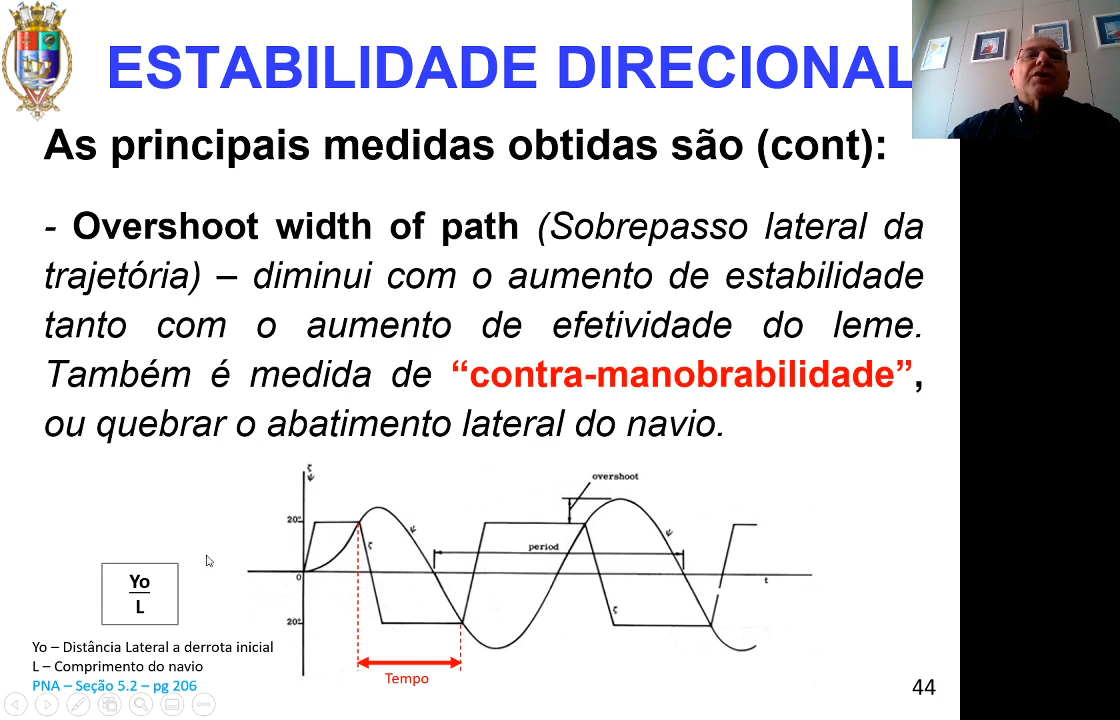 ESTABILIDADE DIRECIONAL
As principais medidas obtidas são (cont):
- Overshoot width of path (Sobrepasso lateral da
trajetória) – diminui com o aumento de estabilidade
tanto com o aumento de efetividade do leme.
Também é medida de “contra-manobrabilidade”,
ou quebrar o abatimento lateral do navio.
ζ
ψ
overshoot
20°
ψ
ζ
period
ψ
0
t
ζ
20°
Tempo
Yo
L
Yo – Distância Lateral a derrota inicial
L – Comprimento do navio
PNA – Seção 5.2 – pg 206
44